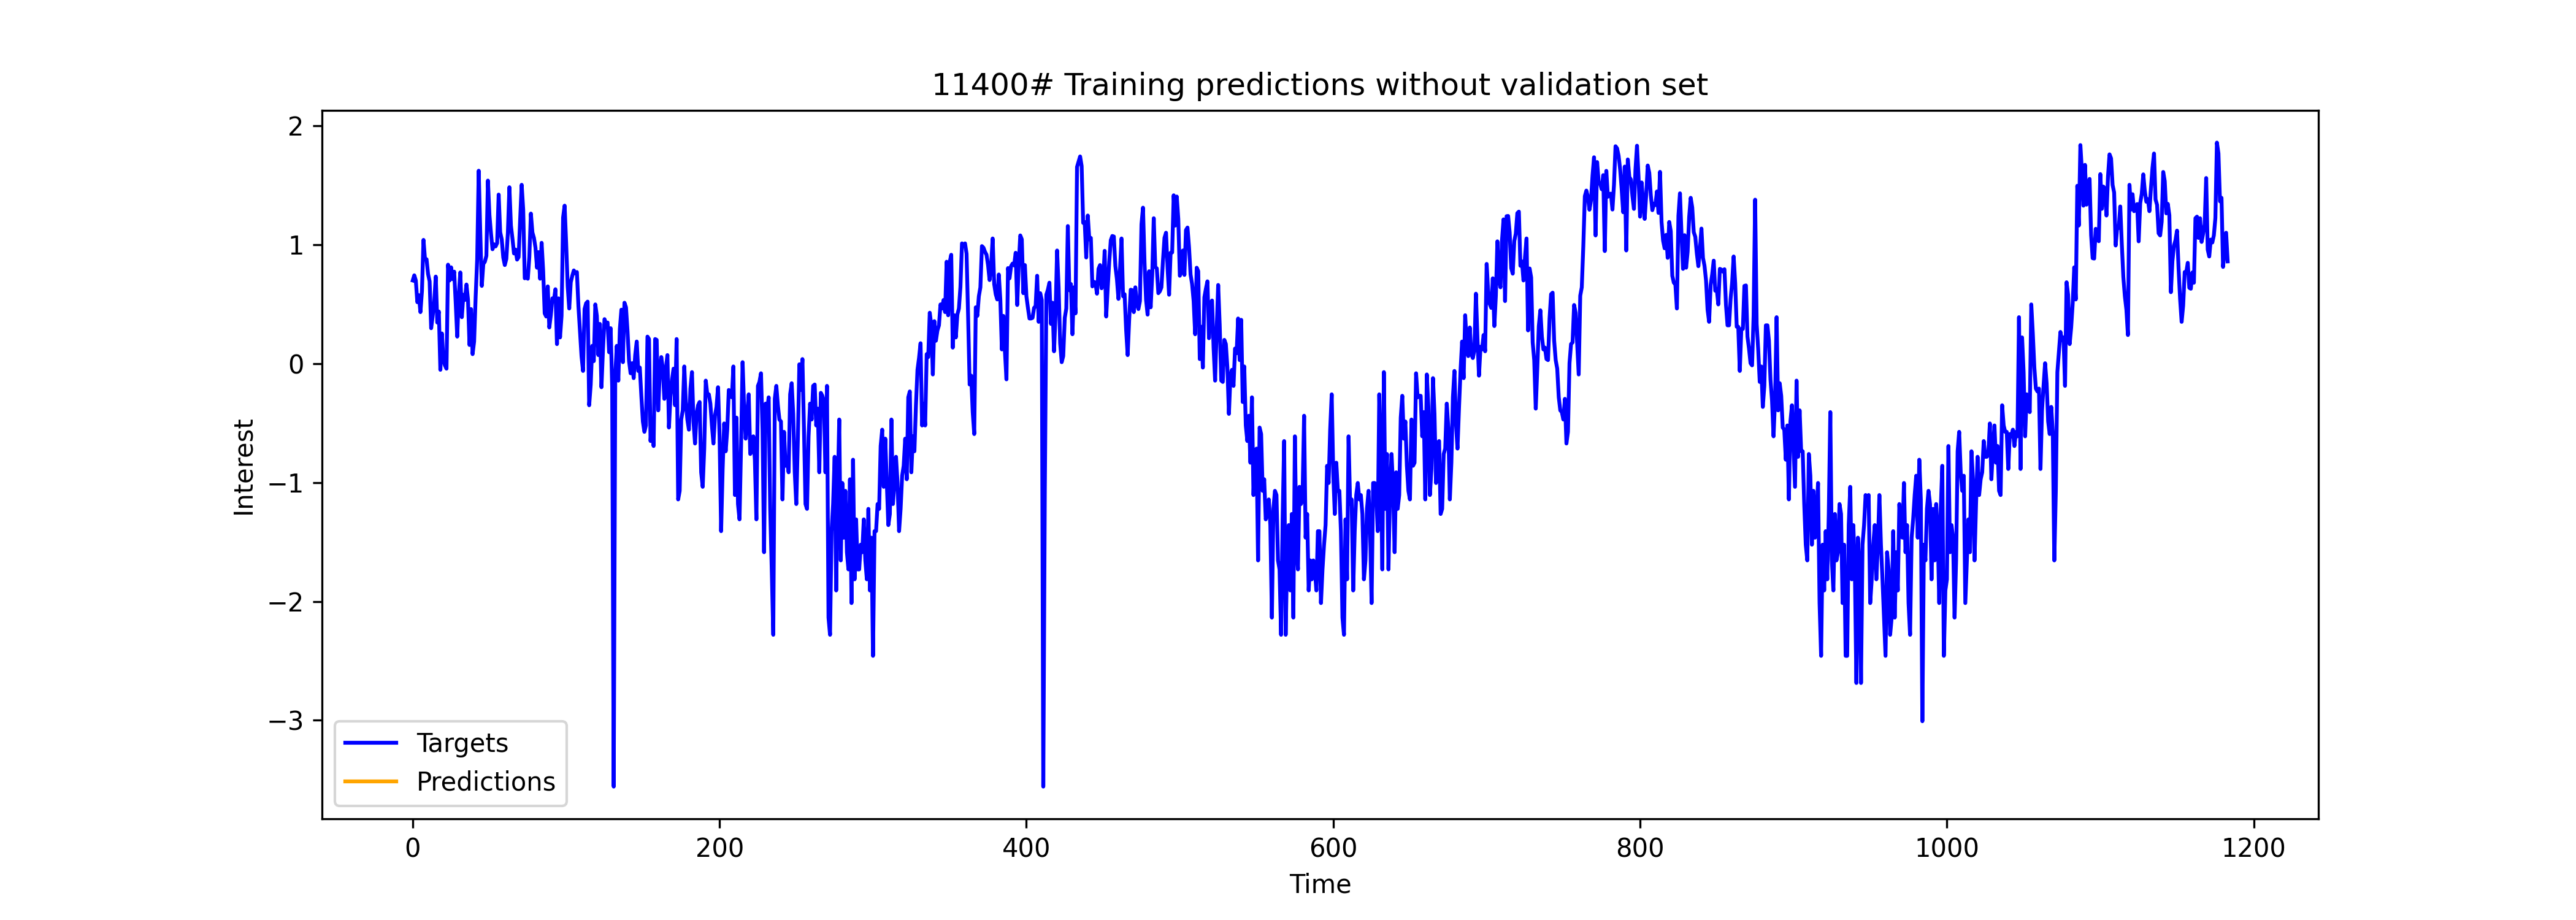 11400# Training predictions without validation set
2
1
0
−1
−2
−3
Interest
Targets
Predictions
0 200 400 600 800 1000 1200
Time